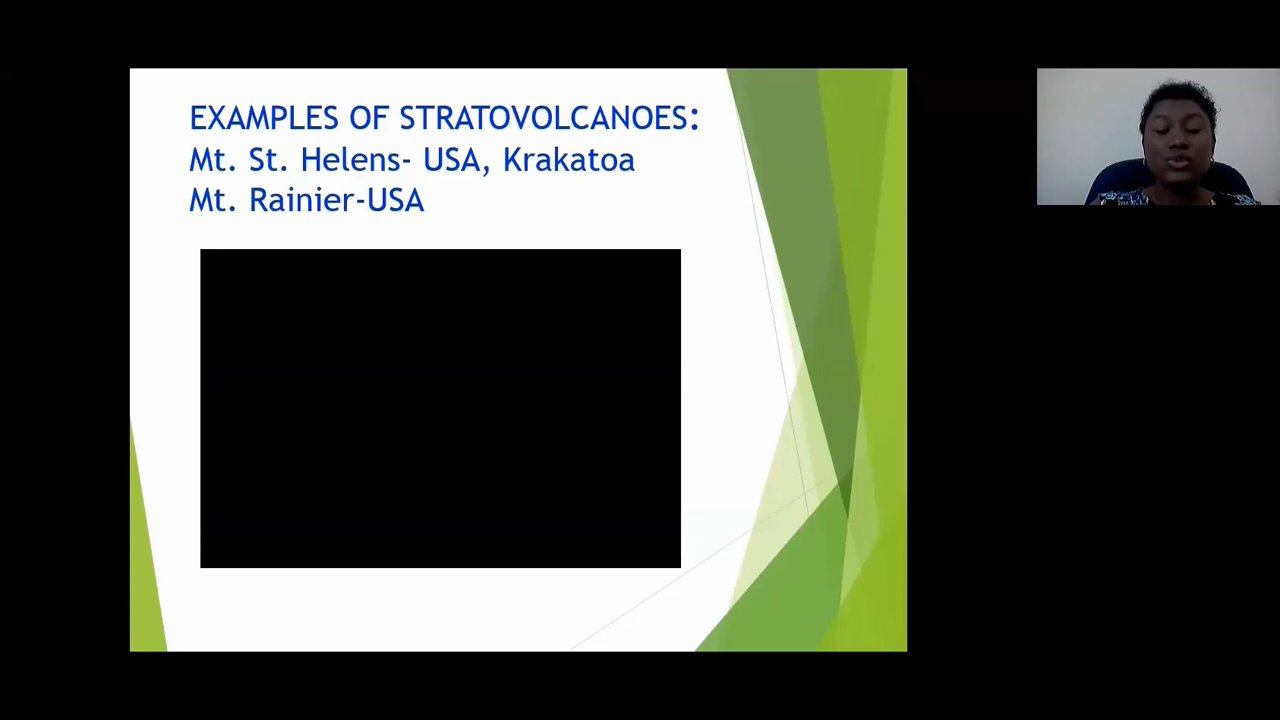 EXAMPLES OF STRATOVOLCANOES:
Mt. St. Helens- USA, Krakatoa
Mt. Rainier-USA